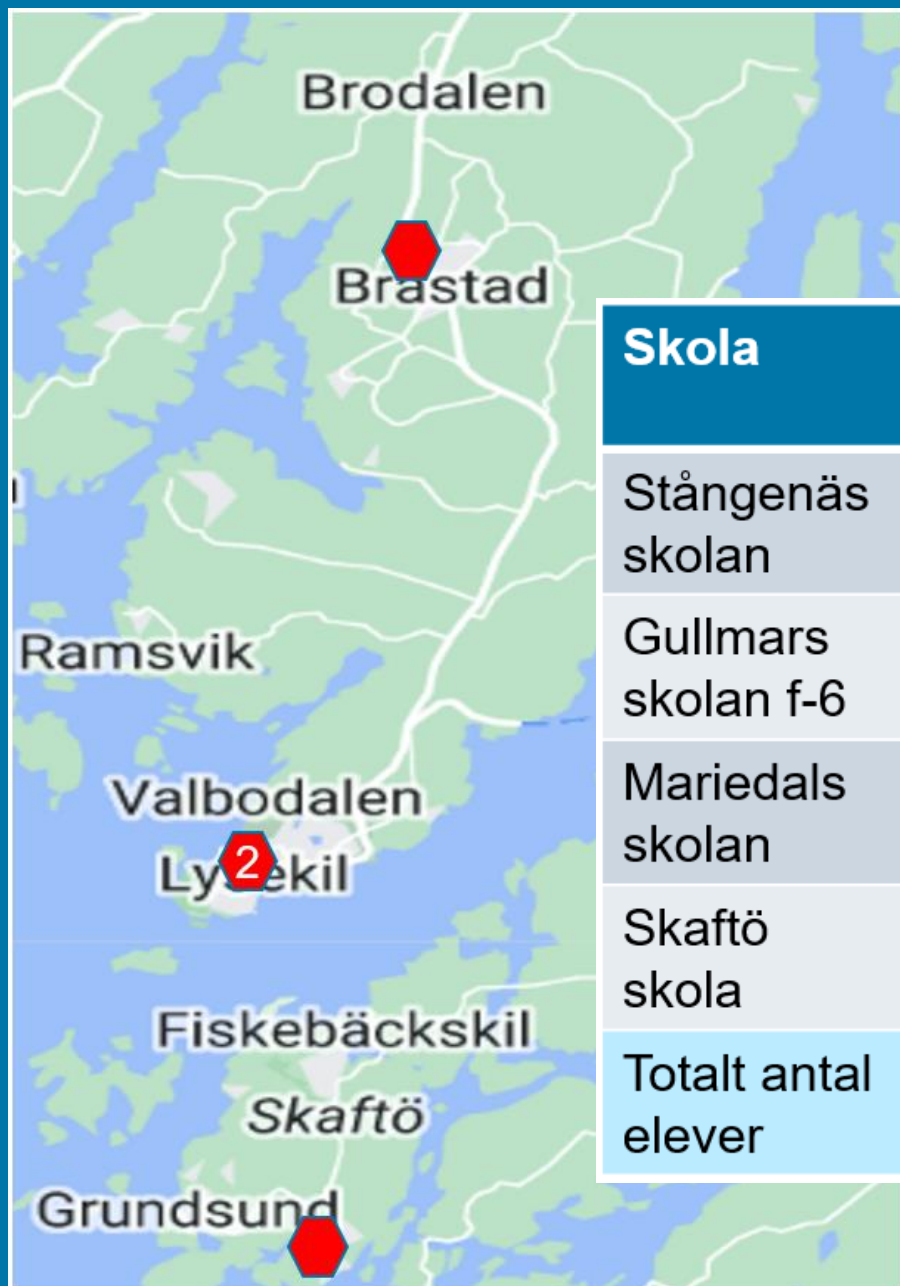 Brodalen
Brastad
Ramsvik
Valbodalen
2
Lysekil
Fiskebäckskil
Skaftö
Grundsund
Skola
Stångenäs
skolan
Gullmars
skolan f-6
Mariedals
skolan
Skaftö
skola
Totalt antal
elever